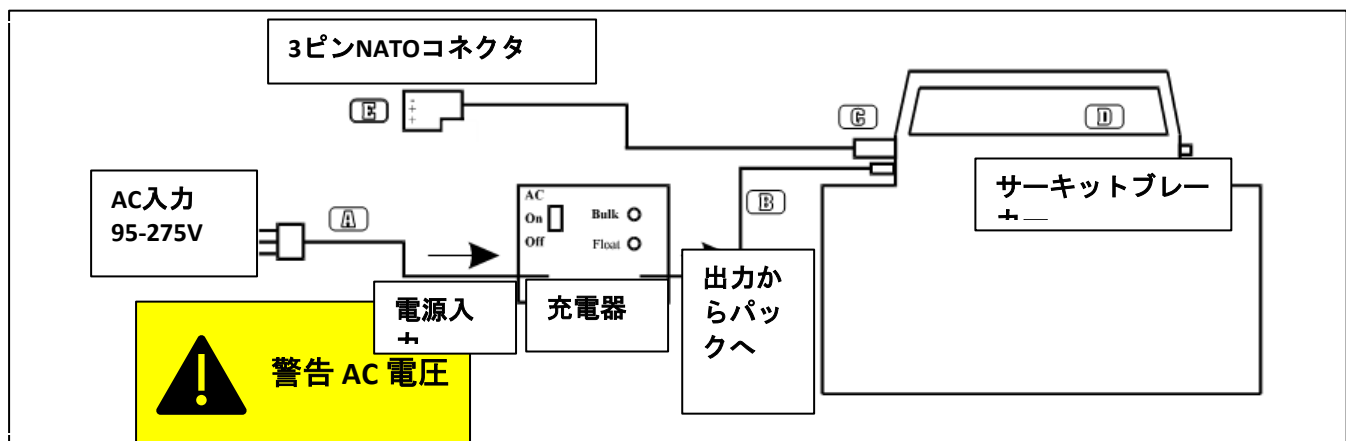 3ピンNATOコネクタ
E
-
+
+
C
D
AC入力
95-275V
A
AC
On
Off
Bulk
Float
B
サーキットブレー
電源入
充電器
出力か
らパッ
クへ
警告 AC 電圧